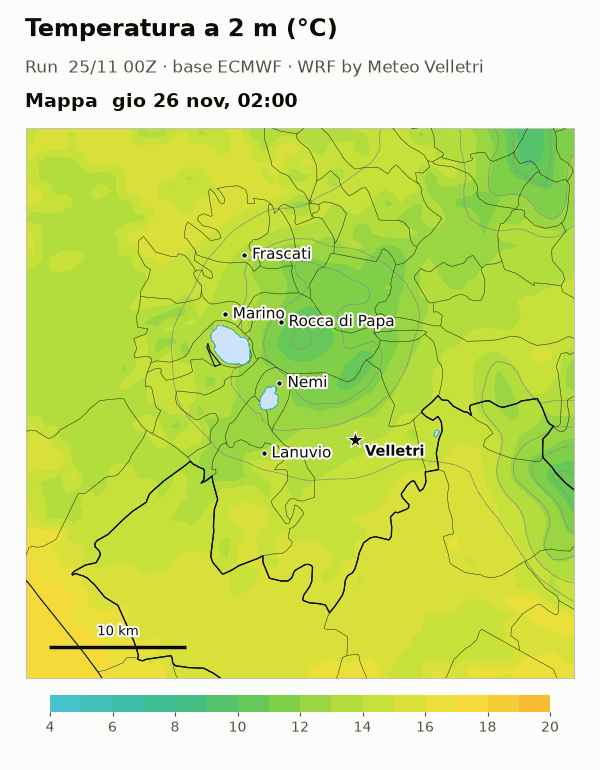 Temperatura a 2 m (°C)
Run  25/11 00Z · base ECMWF · WRF by Meteo Velletri
Mappa  gio 26 nov, 02:00
Frascati
Marino
Rocca di Papa
Nemi
Velletri
Lanuvio
10 km
4 6 8 10 12 14 16 18 20